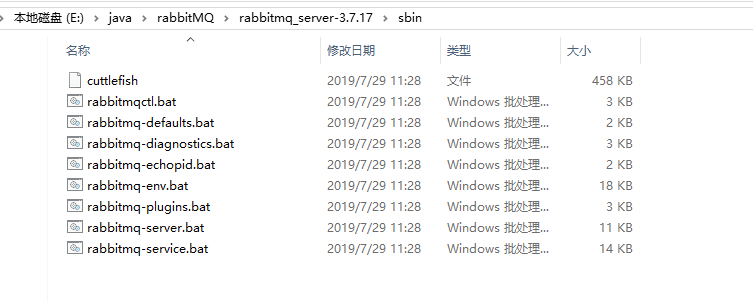 本地磁盘 (E:) › java › rabbitMQ › rabbitmq_server-3.7.17 › sbin
名称 修改日期 类型 大小
cuttlefish 2019/7/29 11:28 文件 458 KB
rabbitmqctl.bat 2019/7/29 11:28 Windows 批处理... 3 KB
rabbitmq-defaults.bat 2019/7/29 11:28 Windows 批处理... 2 KB
rabbitmq-diagnostics.bat 2019/7/29 11:28 Windows 批处理... 3 KB
rabbitmq-echopid.bat 2019/7/29 11:28 Windows 批处理... 2 KB
rabbitmq-env.bat 2019/7/29 11:28 Windows 批处理... 18 KB
rabbitmq-plugins.bat 2019/7/29 11:28 Windows 批处理... 3 KB
rabbitmq-server.bat 2019/7/29 11:28 Windows 批处理... 11 KB
rabbitmq-service.bat 2019/7/29 11:28 Windows 批处理... 14 KB